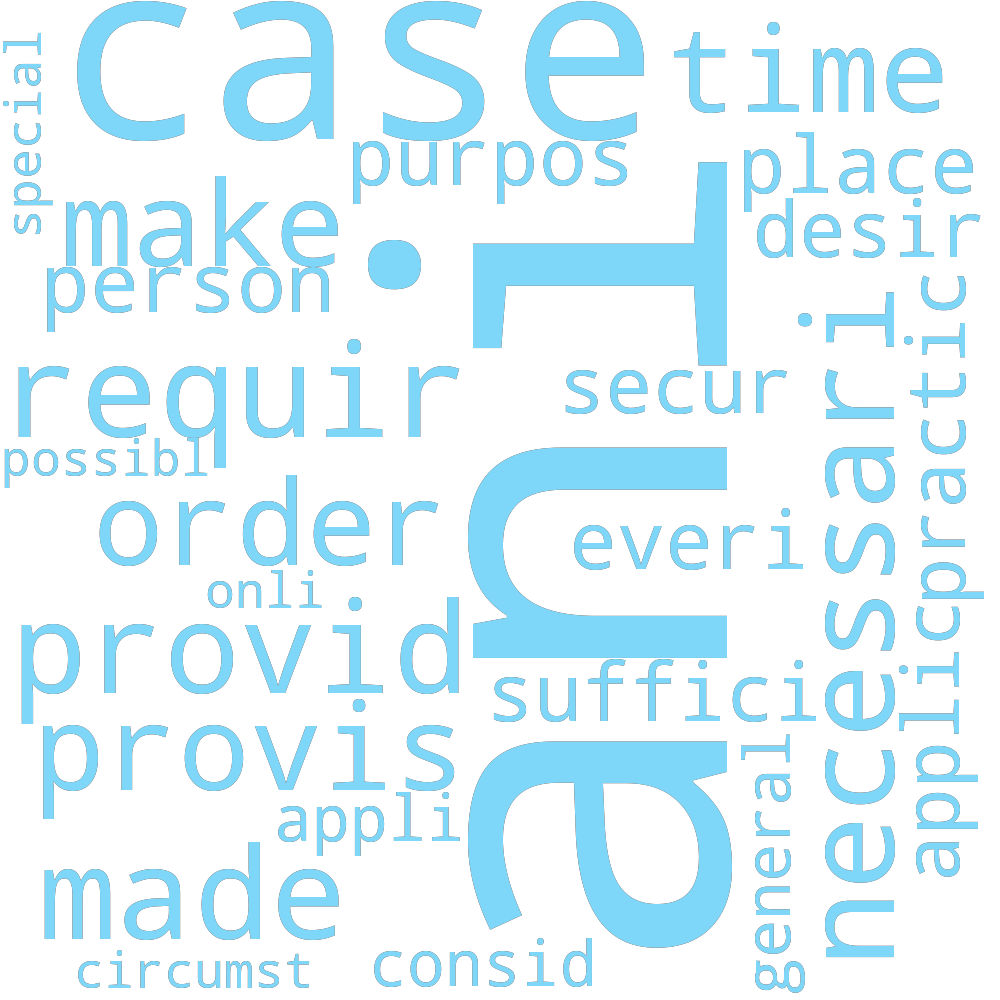 case
time
special
purpos
place
make
desir
person
ani
requir
secur
necessari
practic
possibl
order
everi
onli
provid
suffici
applic
provis
general
appli
made
consid
circumst